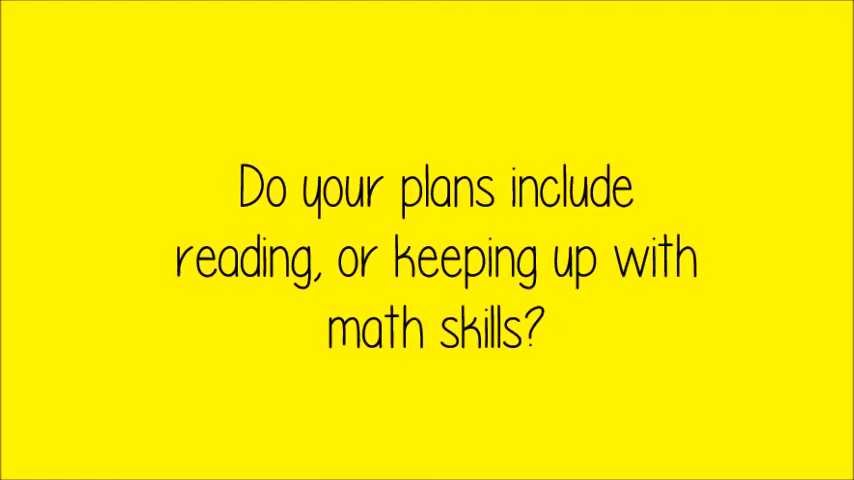 Do your plans include
reading, or keeping up with
math skills?